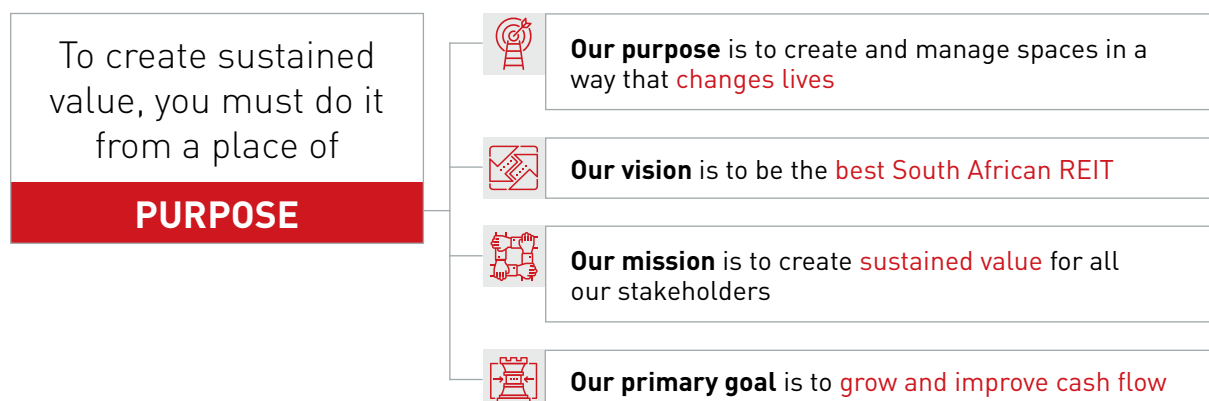 To create sustained
value, you must do it
from a place of
PURPOSE
Our purpose is to create and manage spaces in a
way that changes lives
Our vision is to be the best South African REIT
Our mission is to create sustained value for all
our stakeholders
Our primary goal is to grow and improve cash flow